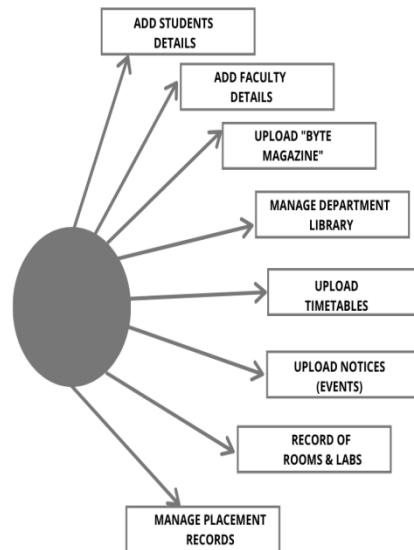 ADD STUDENTS
DETAILS
ADD FACULTY
DETAILS
UPLOAD "BYTE
MAGAZINE"
MANAGE DEPARTMENT
LIBRARY
UPLOAD
TIMETABLES
UPLOAD NOTICES
(EVENTS)
RECORD OF
ROOMS & LABS
MANAGE PLACEMENT
RECORDS